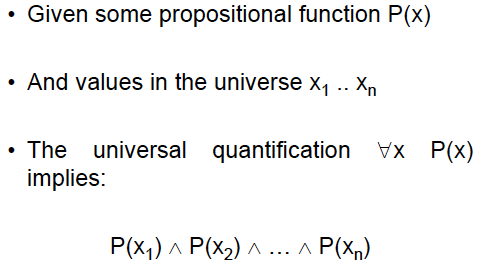 • Given some propositional function P(x)
• And values in the universe x₁ .. xₙ
• The universal quantification ∀x P(x)
implies:
P(x₁) ∧ P(x₂) ∧ … ∧ P(xₙ)